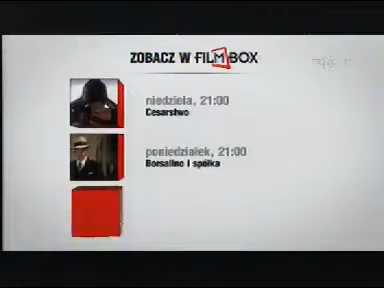 ZOBACZ W FILMBOX
niedziela, 21:00
Cesarstwo
poniedziałek, 21:00
Borsalino i spółka